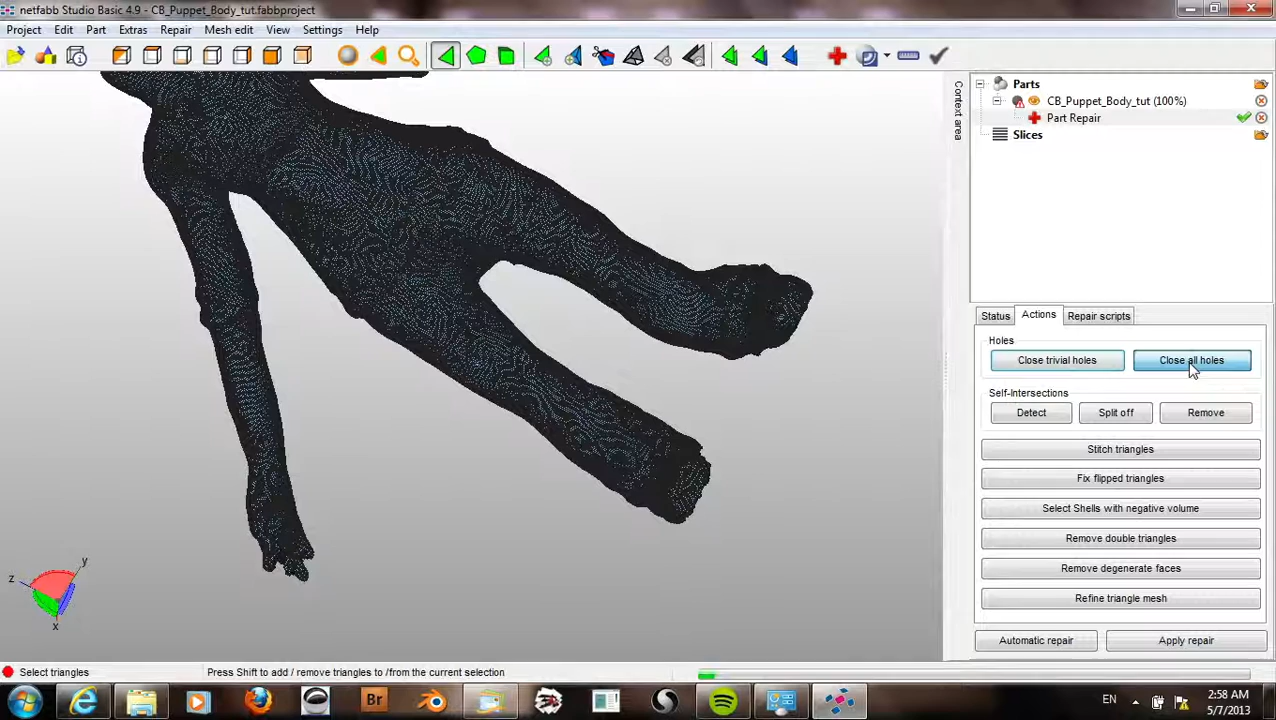 netfabb Studio Basic 4.9 - CB_Puppet_Body_tut.fabbproject
Project Edit Part Extras Repair Mesh edit View Settings Help
Context area
Parts
CB_Puppet_Body_tut (100%)
Part Repair
Slices
Status Actions Repair scripts
Holes
Close trivial holes Close all holes
Self-Intersections
Detect Split off Remove
Stitch triangles
Fix flipped triangles
Select Shells with negative volume
Remove double triangles
Remove degenerate faces
Refine triangle mesh
Automatic repair Apply repair
z y
x
Select triangles Press Shift to add / remove triangles to /from the current selection
Br EN 2:58 AM
5/7/2013